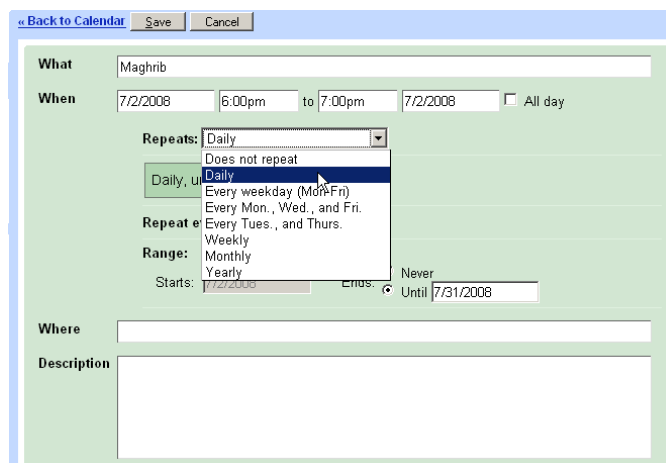 « Back to Calendar Save Cancel
What Maghrib
When 7/2/2008 6:00pm to 7:00pm 7/2/2008 All day
Repeats: Daily
Does not repeat
Daily
Daily, u
Every weekday (Mon-Fri)
Every Mon., Wed., and Fri.
Repeat e
Every Tues., and Thurs.
Weekly
Range:
Monthly
Yearly
Never
Starts: 7/2/2008 Ends:
Until 7/31/2008
Where
Description